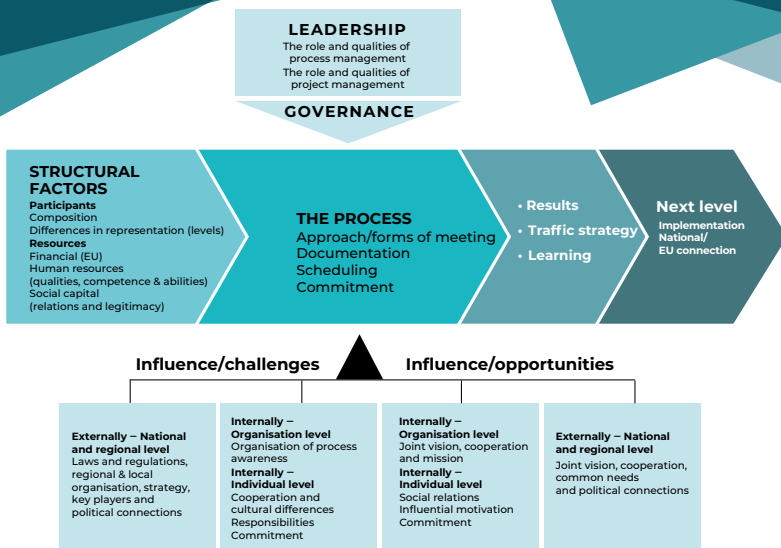 LEADERSHIP
The role and qualities of
process management
The role and qualities of
project management
GOVERNANCE
STRUCTURAL
FACTORS
Participants
Composition
Differences in representation (levels)
Resources
Financial (EU)
Human resources
(qualities, competence & abilities)
Social capital
(relations and legitimacy)
THE PROCESS
Approach/forms of meeting
Documentation
Scheduling
Commitment
• Results
• Traffic strategy
• Learning
Next level
Implementation
National/
EU connection
Influence/challenges
Influence/opportunities
Externally – National
and regional level
Laws and regulations,
regional & local
organisation, strategy,
key players and
political connections
Internally –
Organisation level
Organisation of process
awareness
Internally –
Individual level
Cooperation and
cultural differences
Responsibilities
Commitment
Internally –
Organisation level
Joint vision, cooperation
and mission
Internally –
Individual level
Social relations
Influential motivation
Commitment
Externally – National
and regional level
Joint vision, cooperation,
common needs
and political connections